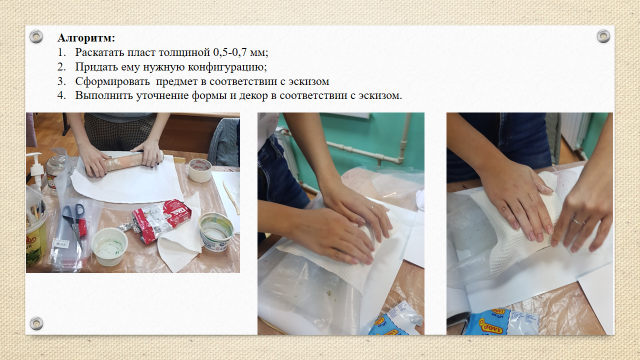 Алгоритм:
1. Раскатать пласт толщиной 0,5-0,7 мм;
2. Придать ему нужную конфигурацию;
3. Сформировать предмет в соответствии с эскизом
4. Выполнить уточнение формы и декор в соответствии с эскизом.